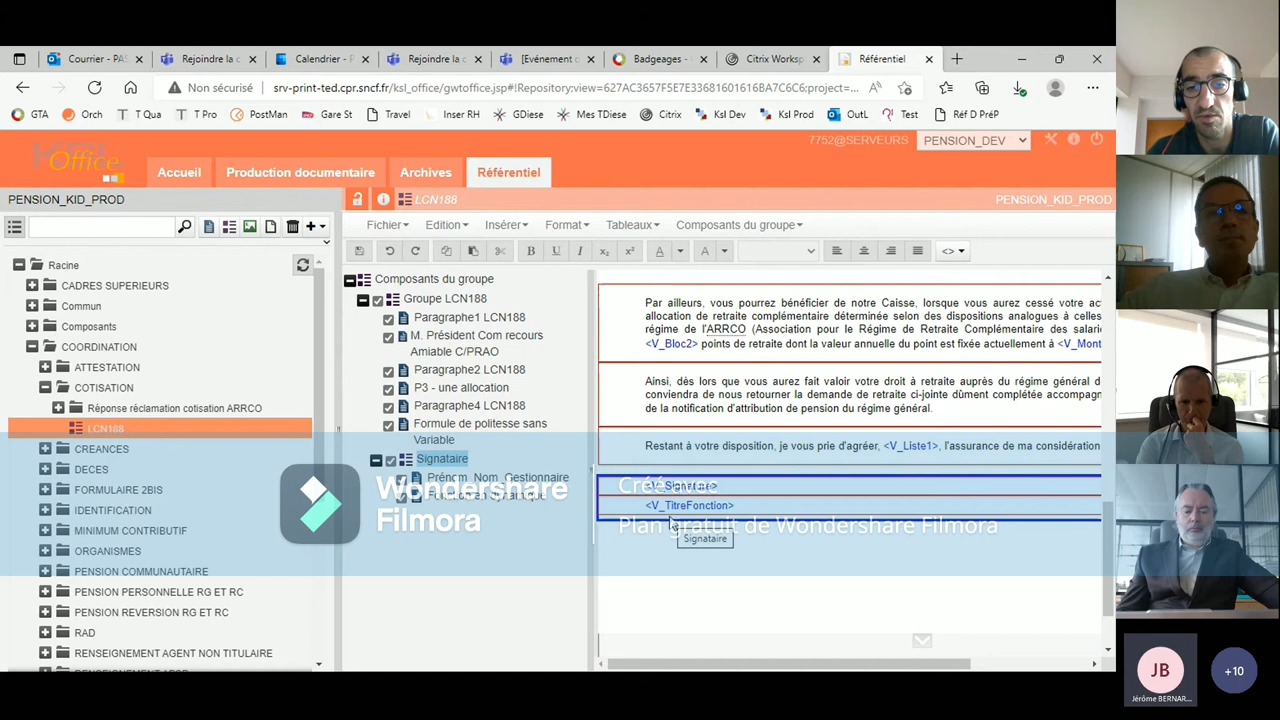 Courrier - PA
Rejoindre la c
Calendrier - P
Rejoindre la c
[Evénement d
Badgeages - G
Citrix Worksp
Référentiel
Non sécurisé
srv-print-ted.cpr.sncf.fr/ksl_office/gwtoffice.jsp#!Repository;view=627AC3657F5E7E33681601616BA7C6C6;project=...
GTA
Orch
T Qua
T Pro
PostMan
Gare St
Travel
Inser RH
GDiese
Mes TDiese
Citrix
Ksl Dev
Ksl Prod
OutL
Test
Réf D PréP
Office
7752@SERVEURS
PENSION_DEV
Accueil
Production documentaire
Archives
Référentiel
PENSION_KID_PROD
LCN188
PENSION_KID_PROD
Fichier
Edition
Insérer
Format
Tableaux
Composants du groupe
Racine
CADRES SUPERIEURS
Commun
Composants
COORDINATION
ATTESTATION
COTISATION
Réponse réclamation cotisation ARRCO
LCN188
CREANCES
DECES
FORMULAIRE 2BIS
IDENTIFICATION
MINIMUM CONTRIBUTIF
ORGANISMES
PENSION COMMUNAUTAIRE
PENSION PERSONNELLE RG ET RC
PENSION REVERSION RG ET RC
RAD
RENSEIGNEMENT AGENT NON TITULAIRE
Composants du groupe
Groupe LCN188
Paragraphe1 LCN188
M. Président Com recours
Amiable C/PRAO
Paragraphe2 LCN188
P3 - une allocation
Paragraphe4 LCN188
Formule de politesse sans
Variable
Signataire
Prénom_Nom_Gestionnaire
Par ailleurs, vous pourrez bénéficier de notre Caisse, lorsque vous aurez cessé votre ac
allocation de retraite complémentaire déterminée selon des dispositions analogues à celles
régime de l'ARRCO (Association pour le Régime de Retraite Complémentaire des salarie
<V_Bloc2> points de retraite dont la valeur annuelle du point est fixée actuellement à <V_Mont
Ainsi, dès lors que vous aurez fait valoir votre droit à retraite auprès du régime général d
conviendra de nous retourner la demande de retraite ci-jointe dûment complétée accompagn
de la notification d'attribution de pension du régime général.
Restant à votre disposition, je vous prie d'agréer, <V_Liste1>, l'assurance de ma considération
<V_Signature>
<V_TitreFonction>
Signataire
Wondershare
Filmora
Créé avec
Plan gratuit de Wondershare Filmora
JB
Jérôme BERNAR...
+10